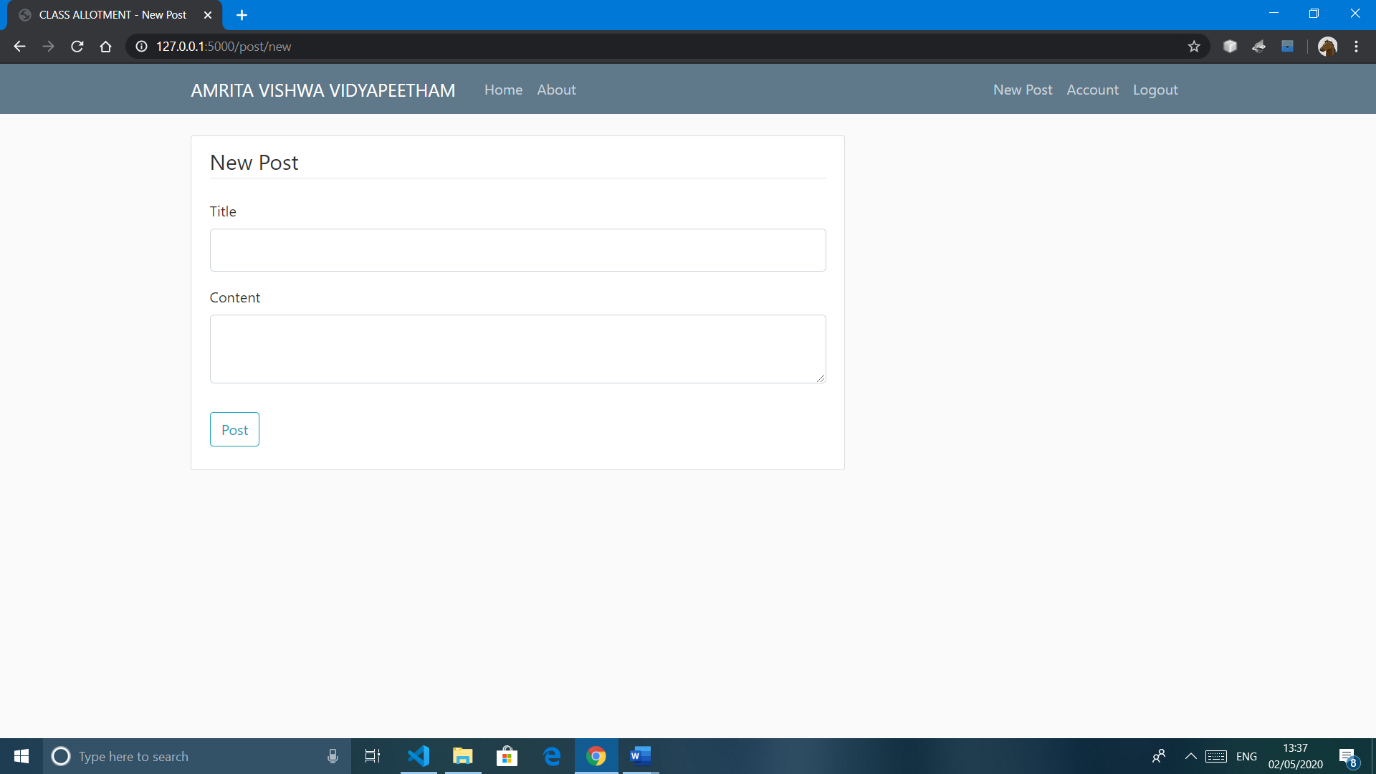 CLASS ALLOTMENT - New Post
127.0.0.1:5000/post/new
AMRITA VISHWA VIDYAPEETHAM Home About New Post Account Logout
New Post
Title
Content
Post
Type here to search
W
ENG
13:37
02/05/2020
8